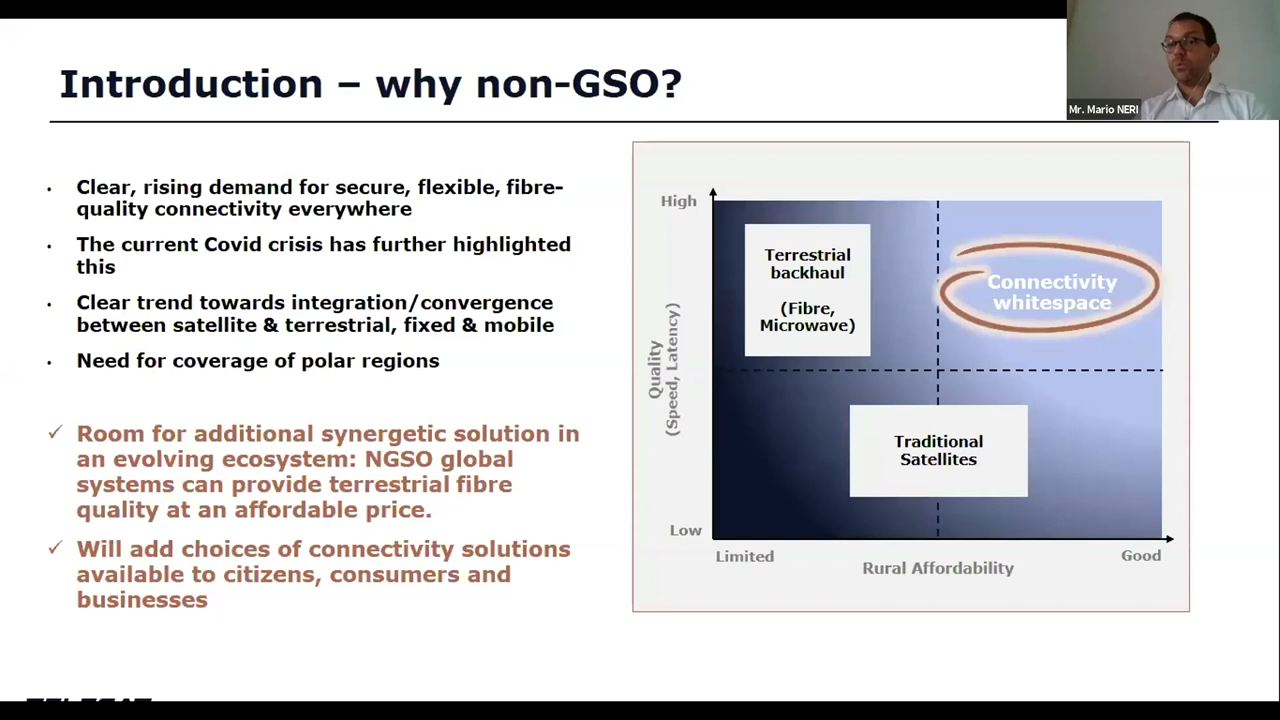 Introduction – why non-GSO?
Mr. Mario NERI
• Clear, rising demand for secure, flexible, fibre-
quality connectivity everywhere
• The current Covid crisis has further highlighted
this
• Clear trend towards integration/convergence
between satellite & terrestrial, fixed & mobile
• Need for coverage of polar regions
✓ Room for additional synergetic solution in
an evolving ecosystem: NGSO global
systems can provide terrestrial fibre
quality at an affordable price.
✓ Will add choices of connectivity solutions
available to citizens, consumers and
businesses
High
Quality
(Speed, Latency)
Low
Terrestrial
backhaul
(Fibre,
Microwave)
Connectivity
whitespace
Traditional
Satellites
Limited
Rural Affordability
Good